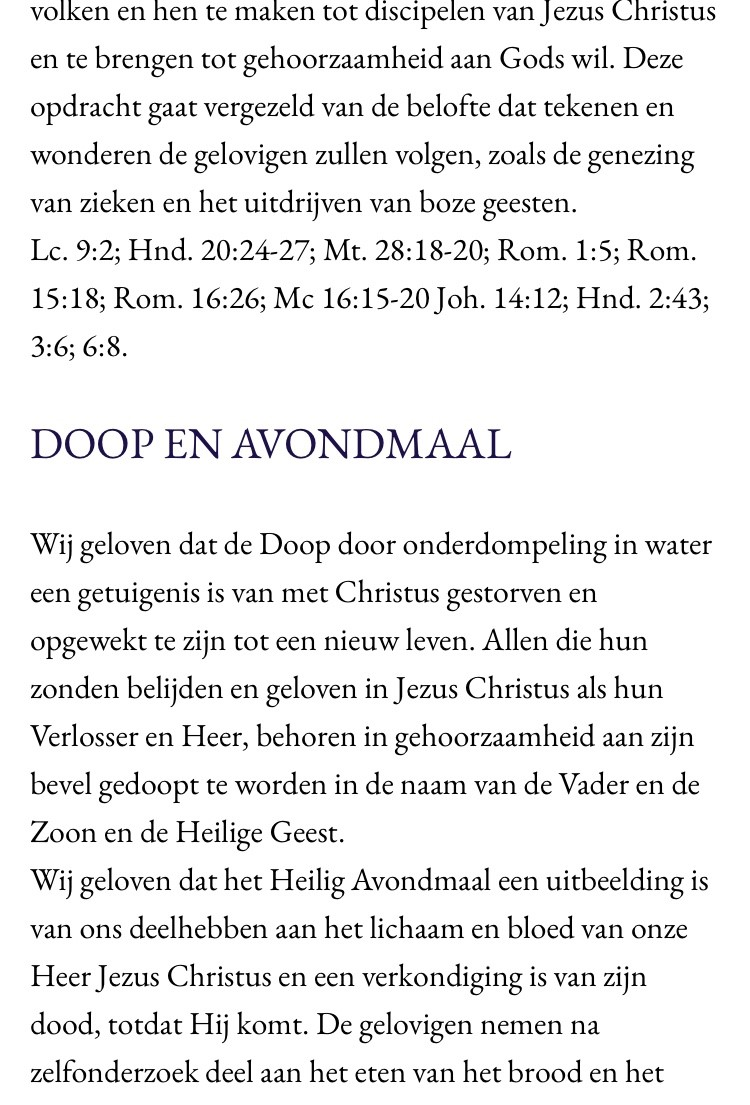 volken en hen te maken tot discipelen van Jezus Christus
en te brengen tot gehoorzaamheid aan Gods wil. Deze
opdracht gaat vergezeld van de belofte dat tekenen en
wonderen de gelovigen zullen volgen, zoals de genezing
van zieken en het uitdrijven van boze geesten.
Lc. 9:2; Hnd. 20:24-27; Mt. 28:18-20; Rom. 1:5; Rom.
15:18; Rom. 16:26; Mc 16:15-20 Joh. 14:12; Hnd. 2:43;
3:6; 6:8.
DOOP EN AVONDMAAL
Wij geloven dat de Doop door onderdompeling in water
een getuigenis is van met Christus gestorven en
opgewekt te zijn tot een nieuw leven. Allen die hun
zonden belijden en geloven in Jezus Christus als hun
Verlosser en Heer, behoren in gehoorzaamheid aan zijn
bevel gedoopt te worden in de naam van de Vader en de
Zoon en de Heilige Geest.
Wij geloven dat het Heilig Avondmaal een uitbeelding is
van ons deelhebben aan het lichaam en bloed van onze
Heer Jezus Christus en een verkondiging is van zijn
dood, totdat Hij komt. De gelovigen nemen na
zelfonderzoek deel aan het eten van het brood en het